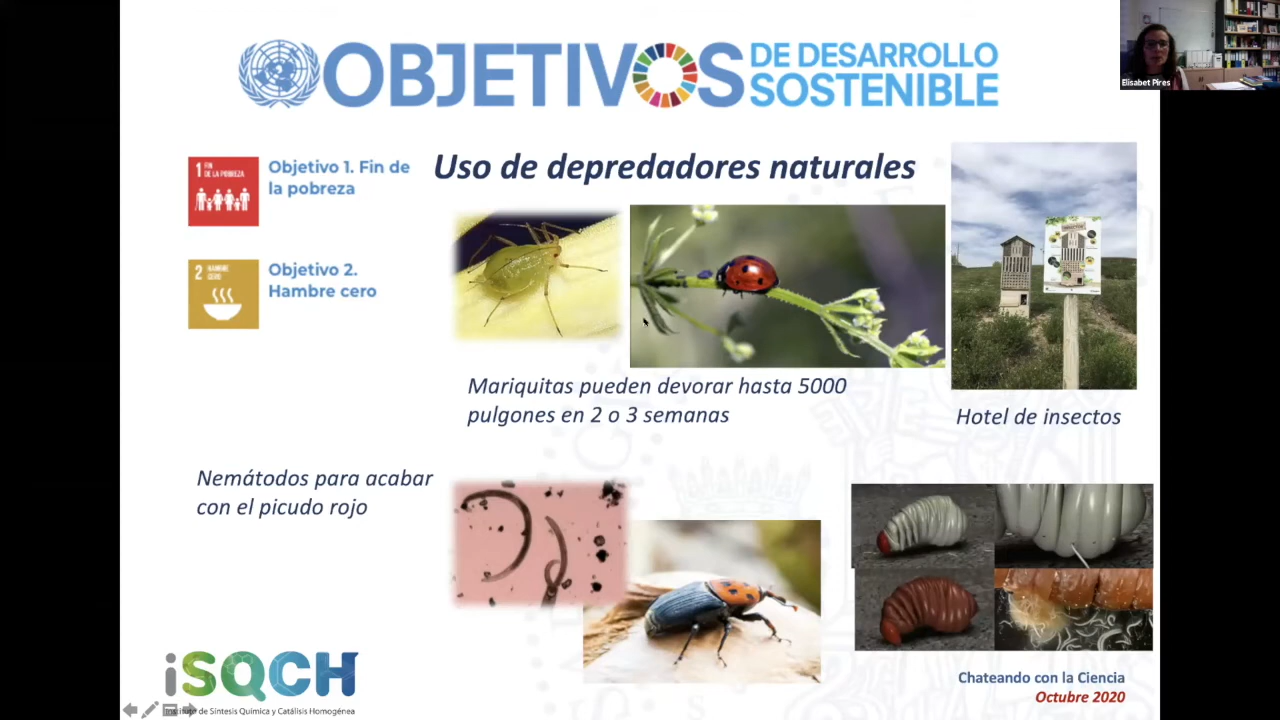 OBJETIVOS
DE DESARROLLO
SOSTENIBLE
Elisabet Pires
1 FIN
DE LA POBREZA
Objetivo 1. Fin de
la pobreza
Uso de depredadores naturales
2 HAMBRE
CERO
Objetivo 2.
Hambre cero
Mariquitas pueden devorar hasta 5000
pulgones en 2 o 3 semanas
Hotel de insectos
Nemátodos para acabar
con el picudo rojo
iSQCH
de Síntesis Química y Catálisis Homogénea
Chateando con la Ciencia
Octubre 2020